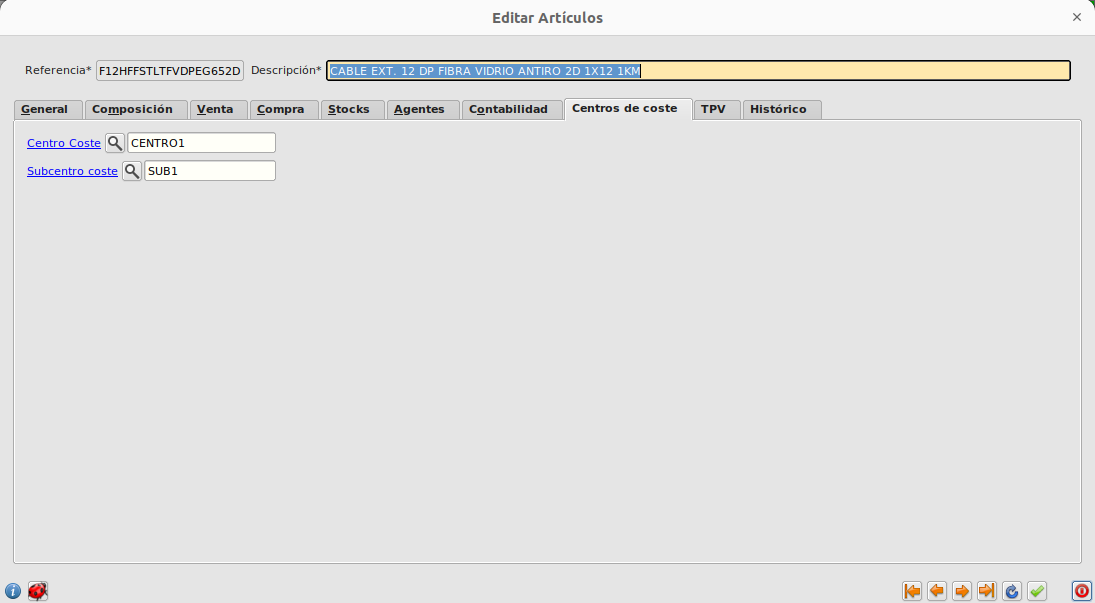 Editar Artículos
Referencia* F12HFFSTLTFVDPEG652D Descripción* CABLE EXT. 12 DP FIBRA VIDRIO ANTIRO 2D 1X12 1KM
General Composición Venta Compra Stocks Agentes Contabilidad Centros de coste TPV Histórico
Centro Coste CENTRO1
Subcentro coste SUB1